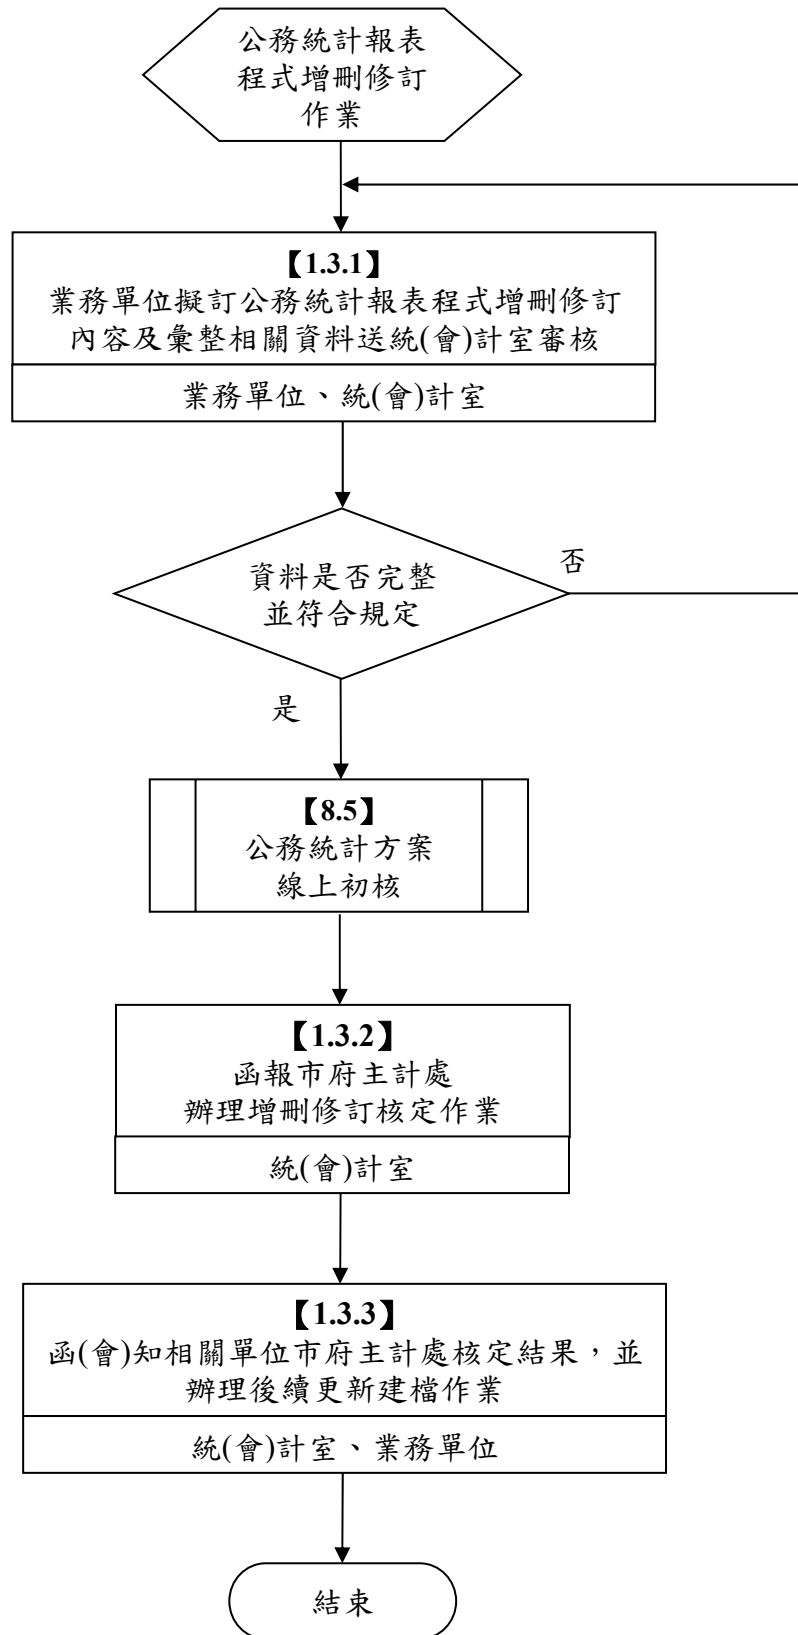 公務統計報表
程式增刪修訂
作業
【1.3.1】
業務單位擬訂公務統計報表程式增刪修訂
內容及彙整相關資料送統(會)計室審核
業務單位、統(會)計室
資料是否完整
並符合規定
否
是
【8.5】
公務統計方案
線上初核
【1.3.2】
函報市府主計處
辦理增刪修訂核定作業
統(會)計室
【1.3.3】
函(會)知相關單位市府主計處核定結果，並
辦理後續更新建檔作業
統(會)計室、業務單位
結束